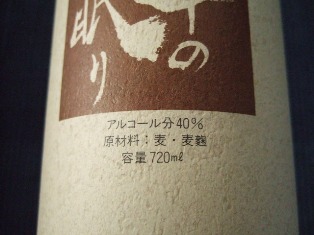 の
眠り
アルコール分40%
原材料：麦・麦麹
容量720ml